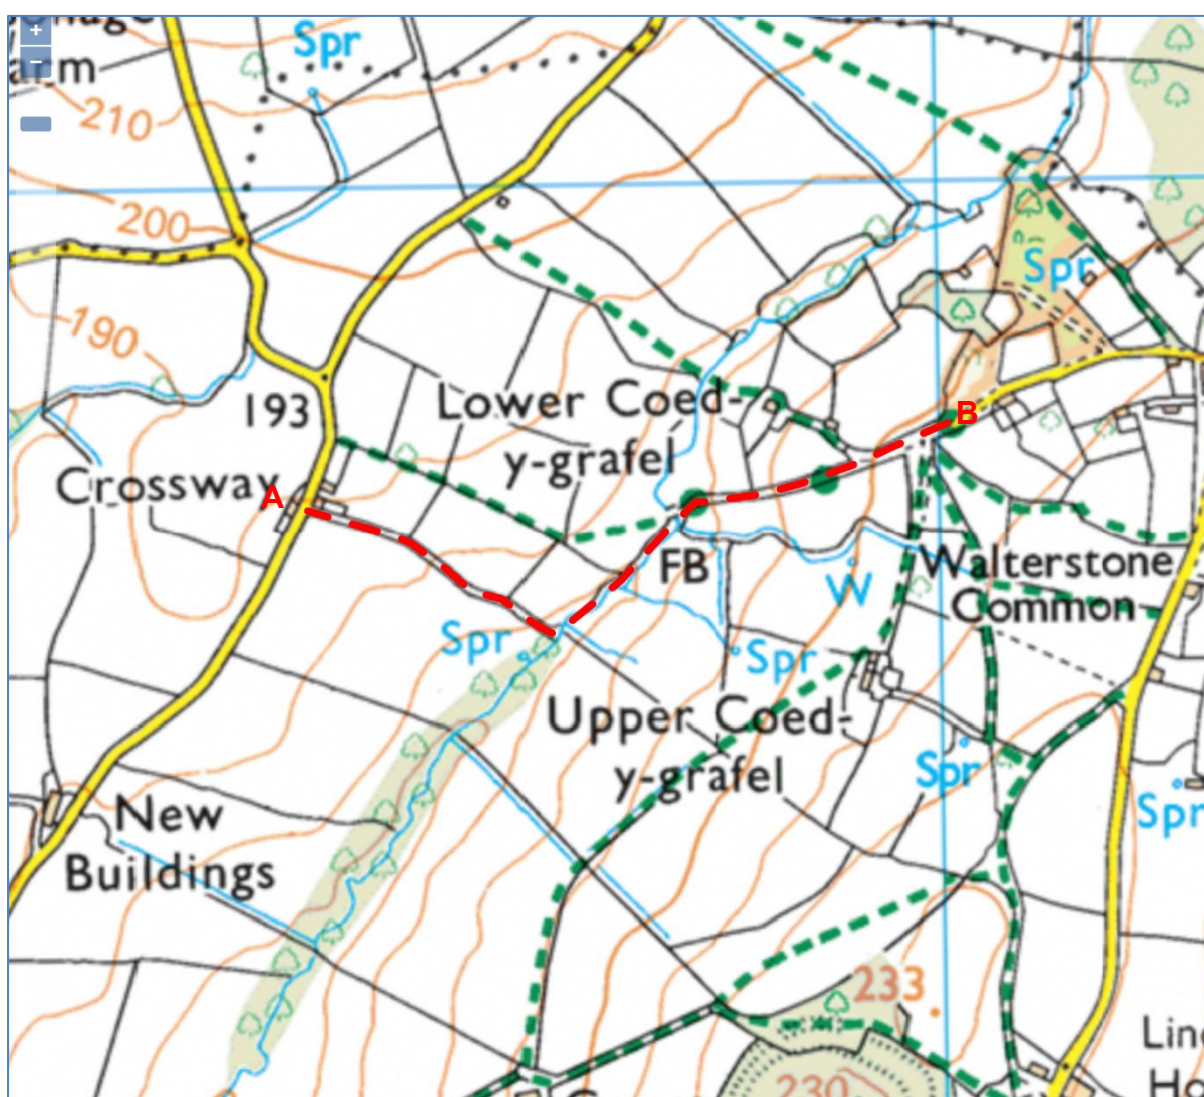 +
Spr
−
arm
210
200
Spr
190
193
Lower Coed-
y-grafel
B
Crossway
A
FB
W
Walterstone
Common
Spr
Spr
Upper Coed-
y-grafel
Spr
Spr
New
Buildings
233
230